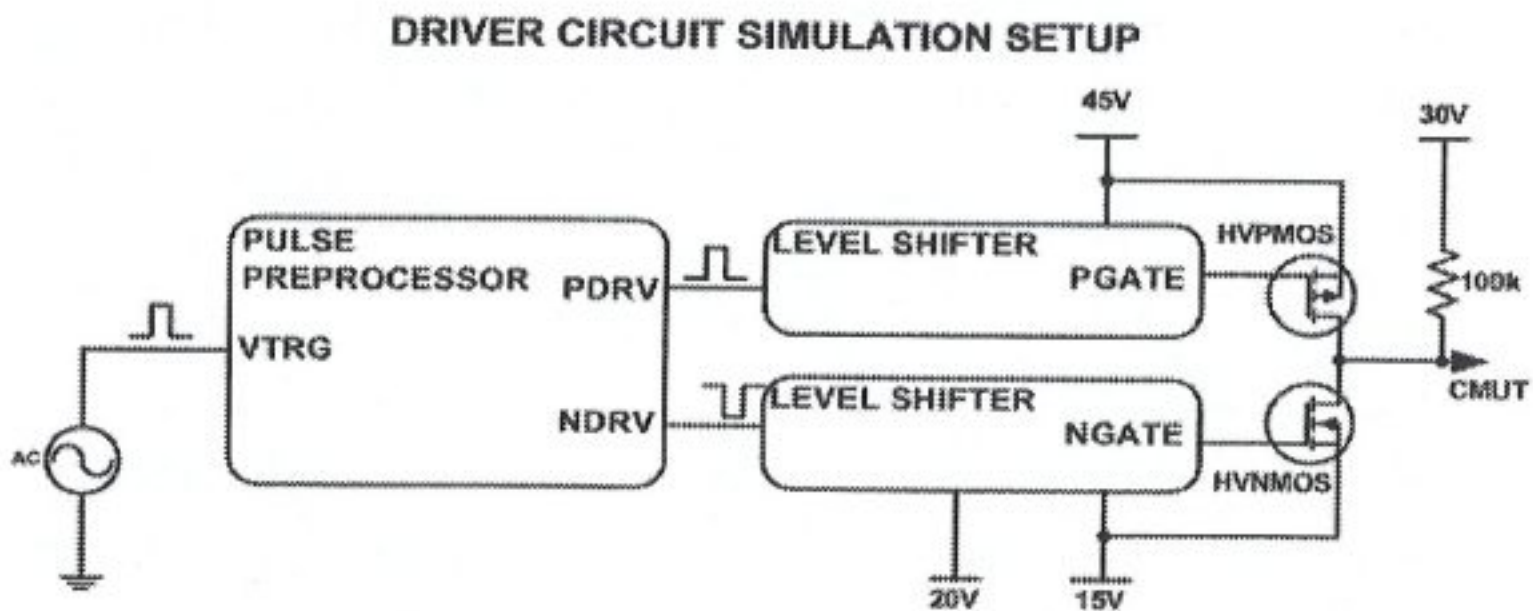 DRIVER CIRCUIT SIMULATION SETUP
45V
30V
PULSE
PREPROCESSOR
PDRV
VTRG
NDRV
LEVEL SHIFTER
PGATE
HVPMOS
100k
LEVEL SHIFTER
NGATE
CMUT
HVNMOS
AC
20V
15V